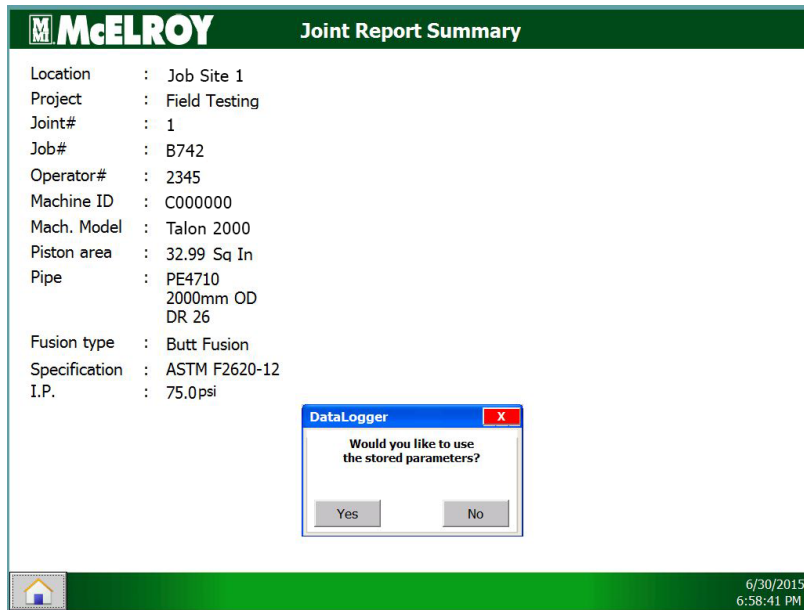 McELROY Joint Report Summary
Location : Job Site 1
Project : Field Testing
Joint# : 1
Job# : B742
Operator# : 2345
Machine ID : C000000
Mach. Model : Talon 2000
Piston area : 32.99 Sq In
Pipe : PE4710
2000mm OD
DR 26
Fusion type : Butt Fusion
Specification : ASTM F2620-12
I.P. : 75.0psi
DataLogger X
Would you like to use
the stored parameters?
Yes No
6/30/2015
6:58:41 PM